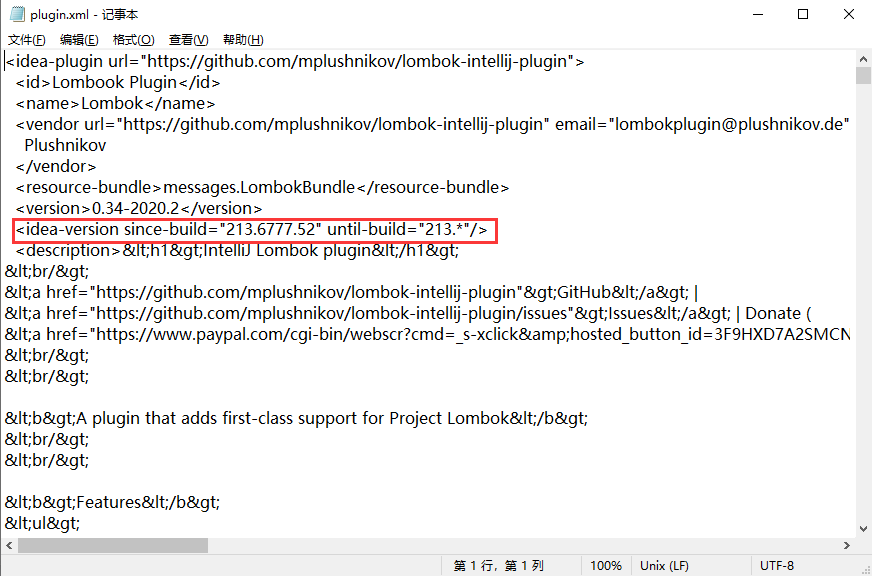 plugin.xml - 记事本
文件(F) 编辑(E) 格式(O) 查看(V) 帮助(H)
<idea-plugin url="https://github.com/mplushnikov/lombok-intellij-plugin">
<id>Lombook Plugin</id>
<name>Lombok</name>
<vendor url="https://github.com/mplushnikov/lombok-intellij-plugin" email="lombokplugin@plushnikov.de"
Plushnikov
</vendor>
<resource-bundle>messages.LombokBundle</resource-bundle>
<version>0.34-2020.2</version>
<idea-version since-build="213.6777.52" until-build="213.*"/>
<description>&lt;h1&gt;IntelliJ Lombok plugin&lt;/h1&gt;
&lt;br/&gt;
&lt;a href="https://github.com/mplushnikov/lombok-intellij-plugin"&gt;GitHub&lt;/a&gt; |
&lt;a href="https://github.com/mplushnikov/lombok-intellij-plugin/issues"&gt;Issues&lt;/a&gt; | Donate (
&lt;a href="https://www.paypal.com/cgi-bin/webscr?cmd=_s-xclick&amp;hosted_button_id=3F9HXD7A2SMCN
&lt;br/&gt;
&lt;br/&gt;
&lt;b&gt;A plugin that adds first-class support for Project Lombok&lt;/b&gt;
&lt;br/&gt;
&lt;br/&gt;
&lt;b&gt;Features&lt;/b&gt;
&lt;ul&gt;
第 1 行，第 1 列 100% Unix (LF) UTF-8